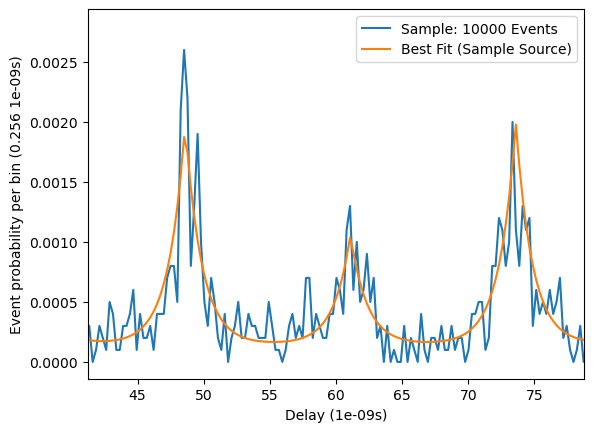 Sample: 10000 Events
Best Fit (Sample Source)
Event probability per bin (0.256 1e-09s)
0.0025
0.0020
0.0015
0.0010
0.0005
0.0000
45 50 55 60 65 70 75
Delay (1e-09s)